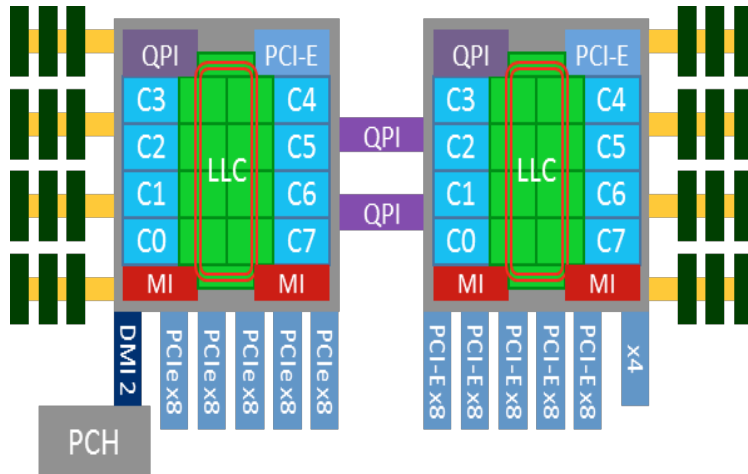 QPI PCI-E
C3 C4
C2 C5
LLC
C1 C6
C0 C7
MI MI
QPI
QPI
QPI PCI-E
C3 C4
C2 C5
LLC
C1 C6
C0 C7
MI MI
DMI 2
PCIe x8
PCIe x8
PCIe x8
PCIe x8
PCIe x8
PCI-E x8
PCI-E x8
PCI-E x8
PCI-E x8
PCI-E x8
x4
PCH